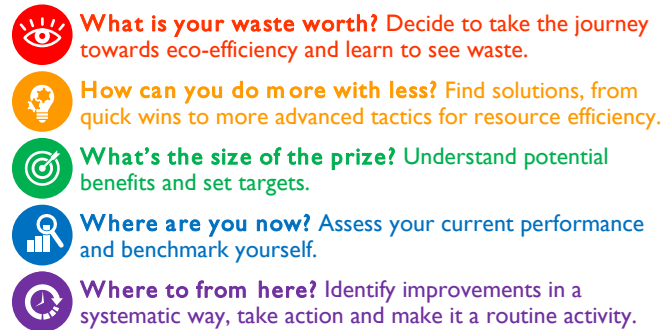 What is your waste worth? Decide to take the journey
towards eco-efficiency and learn to see waste.
How can you do more with less? Find solutions, from
quick wins to more advanced tactics for resource efficiency.
What's the size of the prize? Understand potential
benefits and set targets.
Where are you now? Assess your current performance
and benchmark yourself.
Where to from here? Identify improvements in a
systematic way, take action and make it a routine activity.